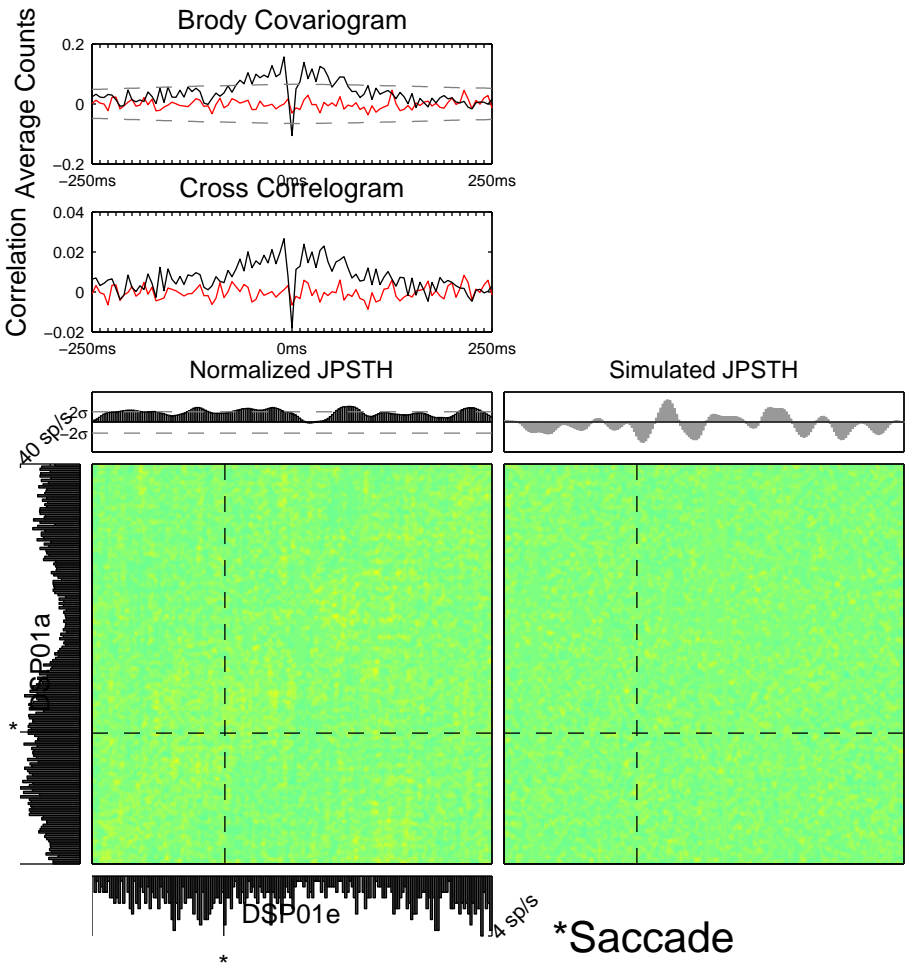 Brody Covariogram
Average Counts
0.2
0
−0.2
−250ms
0ms
250ms
Cross Correlogram
Correlation
0.04
0.02
0
−0.02
−250ms
0ms
250ms
Normalized JPSTH
Simulated JPSTH
40 sp/s
2σ
−2σ
DSP01a
*
DSP01e
4 sp/s
*
*Saccade